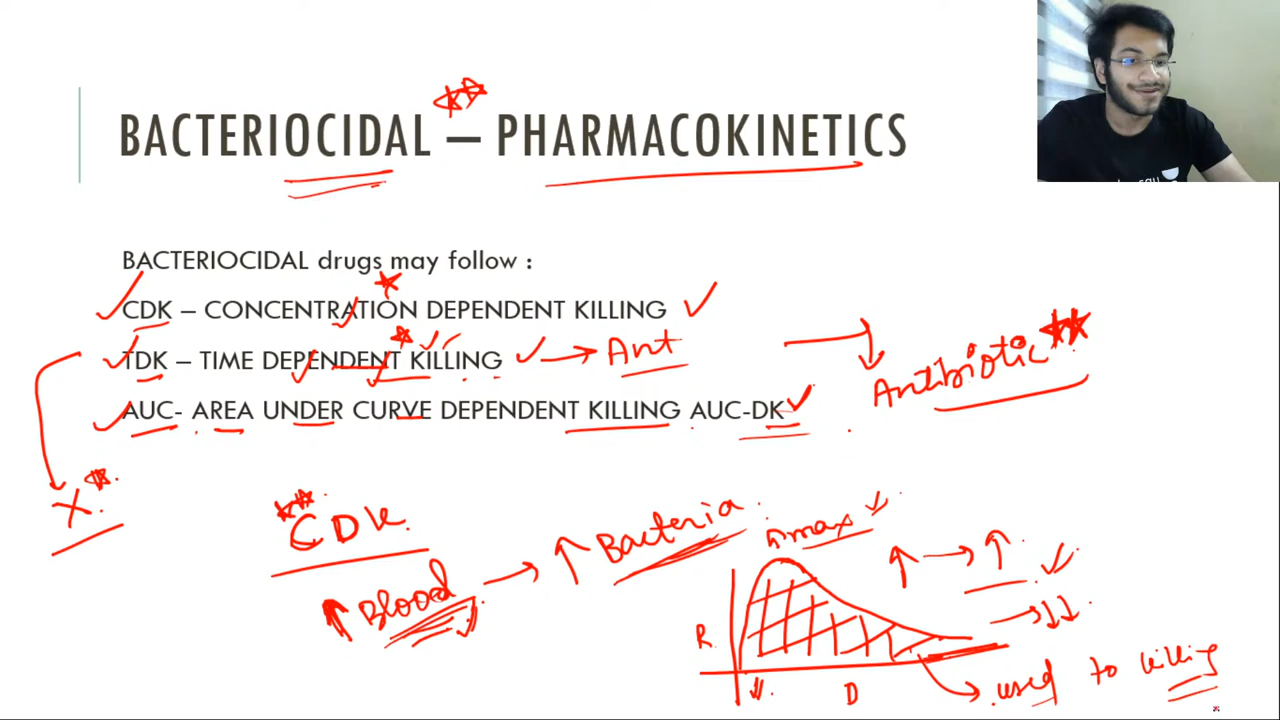 BACTERIOCIDAL – PHARMACOKINETICS
BACTERIOCIDAL drugs may follow :
CDK – CONCENTRATION DEPENDENT KILLING
TDK – TIME DEPENDENT KILLING → Ant
AUC- AREA UNDER CURVE DEPENDENT KILLING AUC-DK
Antibiotic
X
CDK
↑ Blood → ↑ Bacteria
↑ → ↑
→ ↓↓
R
D
used to killing